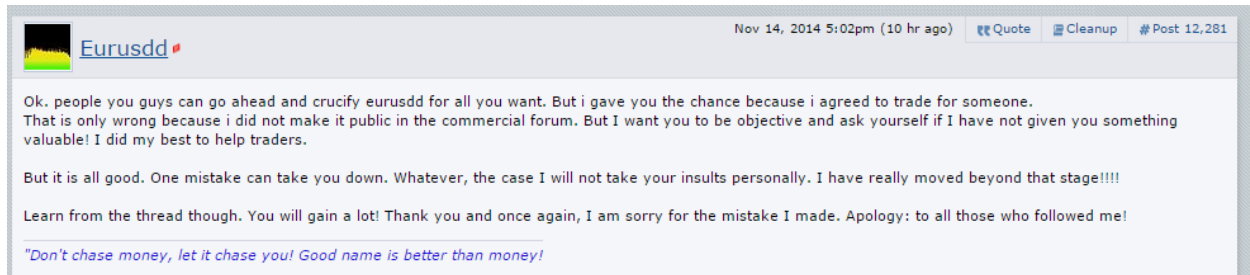 Nov 14, 2014 5:02pm (10 hr ago) Quote Cleanup # Post 12,281
Eurusdd
Ok. people you guys can go ahead and crucify eurusdd for all you want. But i gave you the chance because i agreed to trade for someone.
That is only wrong because i did not make it public in the commercial forum. But I want you to be objective and ask yourself if I have not given you something
valuable! I did my best to help traders.
But it is all good. One mistake can take you down. Whatever, the case I will not take your insults personally. I have really moved beyond that stage!!!!
Learn from the thread though. You will gain a lot! Thank you and once again, I am sorry for the mistake I made. Apology: to all those who followed me!
"Don't chase money, let it chase you! Good name is better than money!